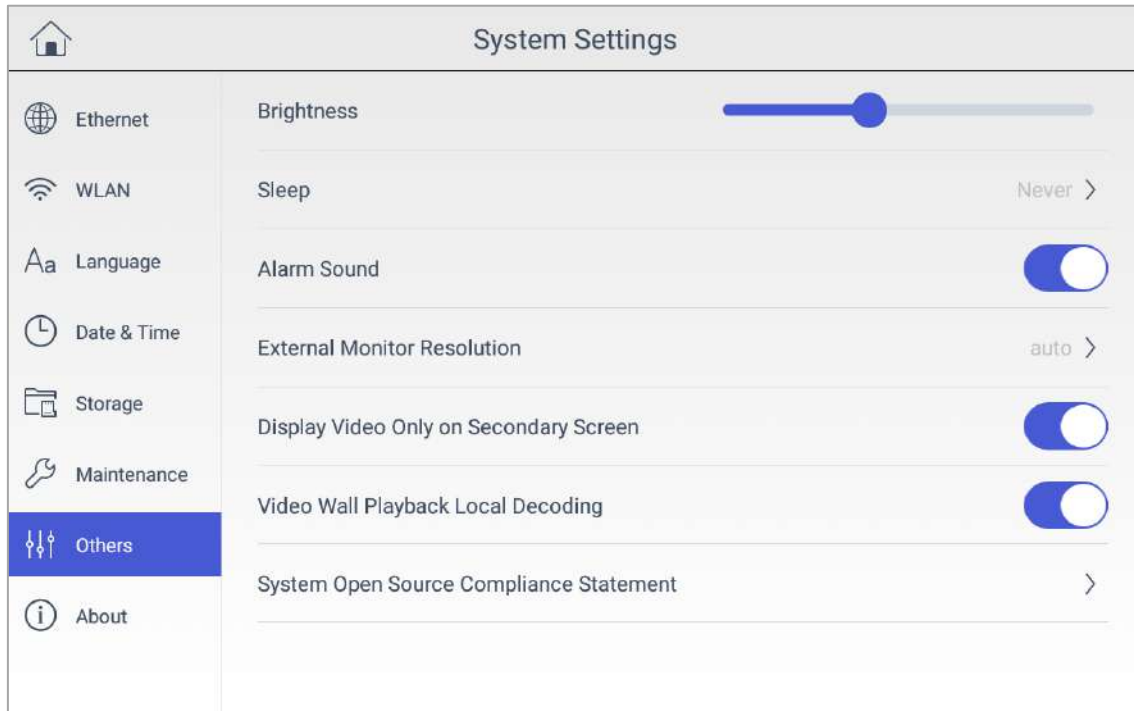 System Settings
Ethernet
WLAN
Aa Language
Date & Time
Storage
Maintenance
Others
About
Brightness
Sleep Never
Alarm Sound
External Monitor Resolution auto
Display Video Only on Secondary Screen
Video Wall Playback Local Decoding
System Open Source Compliance Statement